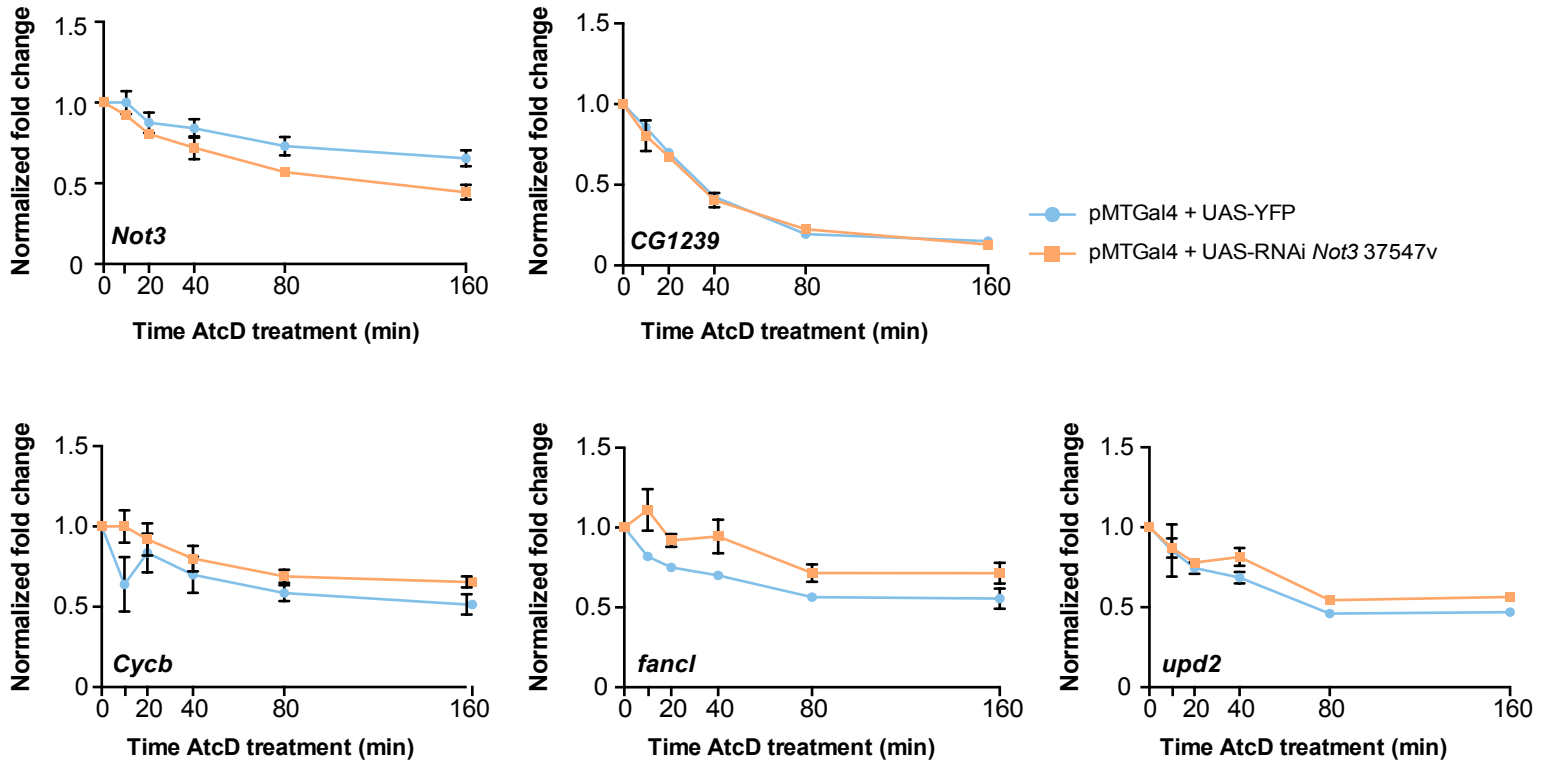 Normalized fold change
1.5
1.0
0.5
0
Not3
0 20 40 80 160
Time AtcD treatment (min)
Normalized fold change
1.5
1.0
0.5
0
CG1239
0 20 40 80 160
Time AtcD treatment (min)
pMTGal4 + UAS-YFP
pMTGal4 + UAS-RNAi Not3 37547v
Normalized fold change
1.5
1.0
0.5
0
Cycb
0 20 40 80 160
Time AtcD treatment (min)
Normalized fold change
1.5
1.0
0.5
0
fancl
0 20 40 80 160
Time AtcD treatment (min)
Normalized fold change
1.5
1.0
0.5
0
upd2
0 20 40 80 160
Time AtcD treatment (min)